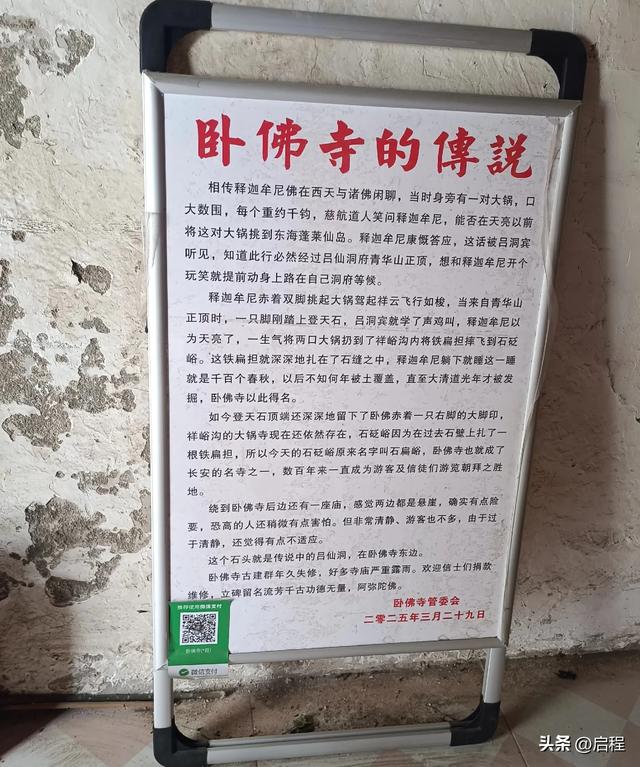 卧佛寺的傳説
相传释迦牟尼佛在西天与诸佛闲聊，当时身旁有一对大锅，口
大数围，每个重约千钧，慈航道人笑问释迦牟尼，能否在天亮以前
将这对大锅挑到东海蓬莱仙岛。释迦牟尼康慨答应，这话被吕洞宾
听见，知道此行必然经过吕仙洞府青华山正顶，想和释迦牟尼开个
玩笑就提前动身上路在自己洞府等候。
释迦牟尼赤着双脚挑起大锅驾起祥云飞行如梭，当来自青华山
正顶时，一只脚刚踏上登天石，吕洞宾就学了声鸡叫，释迦牟尼以
为天亮了，一生气将两口大锅扔到了祥峪沟内将铁扁担摔飞到石砭
峪。这铁扁担就深深地扎在了石缝之中，释迦牟尼躺下就睡这一睡
就是千百个春秋，以后不知何年被土覆盖，直至大清道光年才被发
掘，卧佛寺以此得名。
如今登天石顶端还深深地留下了卧佛赤着一只右脚的大脚印，
祥峪沟的大锅寺现在还依然存在，石砭峪因为在过去石壁上扎了一
根铁扁担，所以今天的石砭峪原来名字叫石扁峪，卧佛寺也就成了
长安的名寺之一，数百年来一直成为游客及信徒们游览朝拜之胜
地。
绕到卧佛寺后边还有一座庙，感觉两边都是悬崖，确实有点险
要，恐高的人还稍微有点害怕。但非常清静、游客也不多，由于过
于清静，还觉得有点不适应。
这个石头就是传说中的吕仙洞，在卧佛寺东边。
卧佛寺古建群年久失修，好多寺庙严重露雨。欢迎信士们捐款
维修，立碑留名流芳千古功德无量，阿弥陀佛。
卧佛寺管委会
二零二五年三月二十九日
推荐使用微信支付
微信支付
头条 @启程